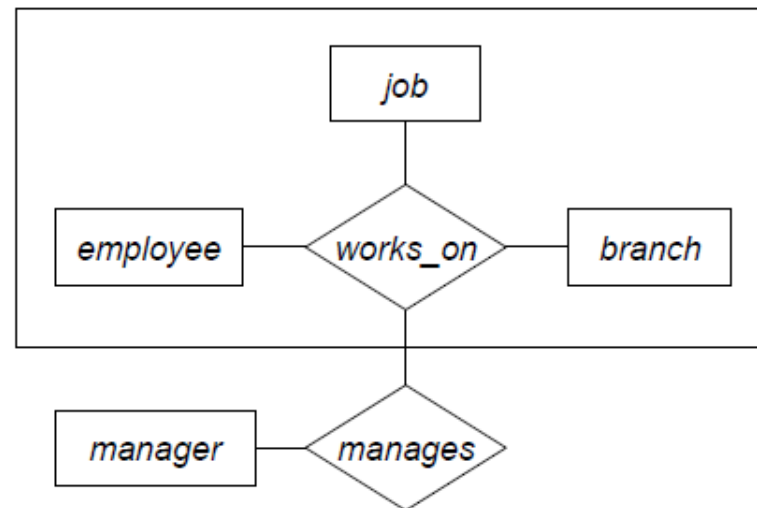 job
employee
works_on
branch
manager
manages